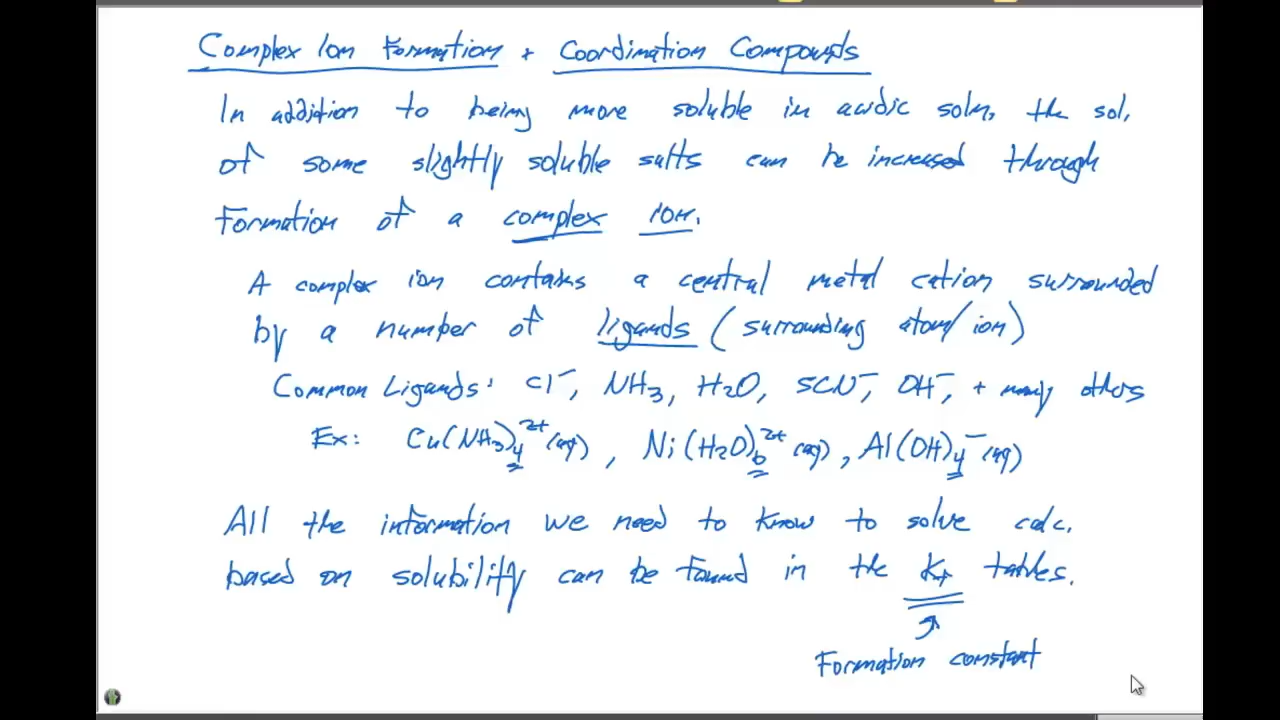 Complex Ion Formation + Coordination Compounds
In addition to being more soluble in acidic soln, the sol.
of some slightly soluble salts can be increased through
formation of a complex ion.
A complex ion contains a central metal cation surrounded
by a number of ligands (surrounding atom/ion)
Common Ligands: Cl⁻, NH₃, H₂O, SCN⁻, OH⁻, + many others
Ex: Cu(NH₃)₄²⁺(aq), Ni(H₂O)₆²⁺(aq), Al(OH)₄⁻(aq)
All the information we need to know to solve calc.
based on solubility can be found in the Kf tables.
Formation constant